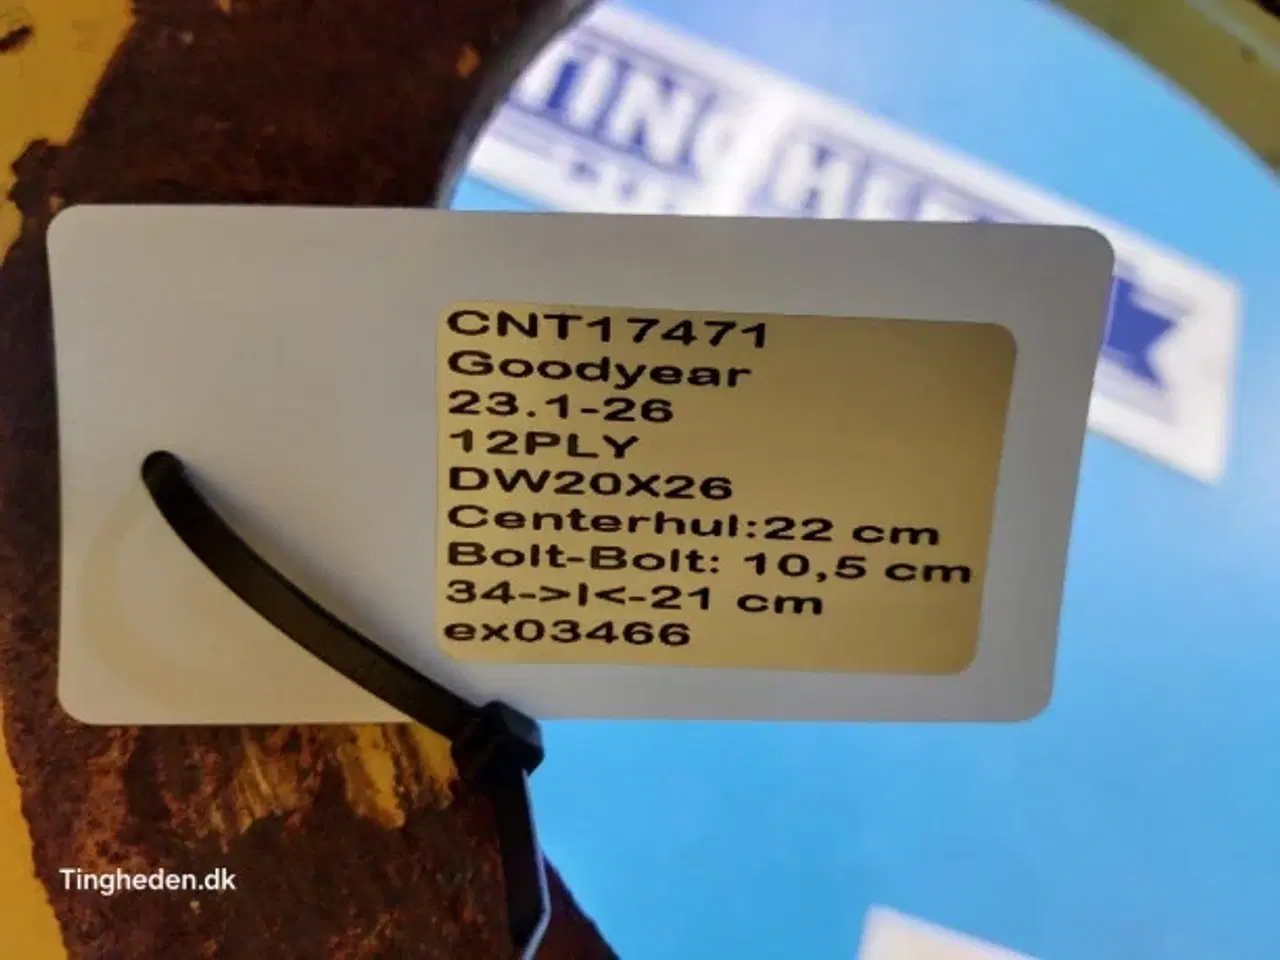 TINGHE
CNT17471
Goodyear
23.1-26
12PLY
DW20X26
Centerhul:22 cm
Bolt-Bolt: 10,5 cm
34->I<-21 cm
ex03466
Tingheden.dk